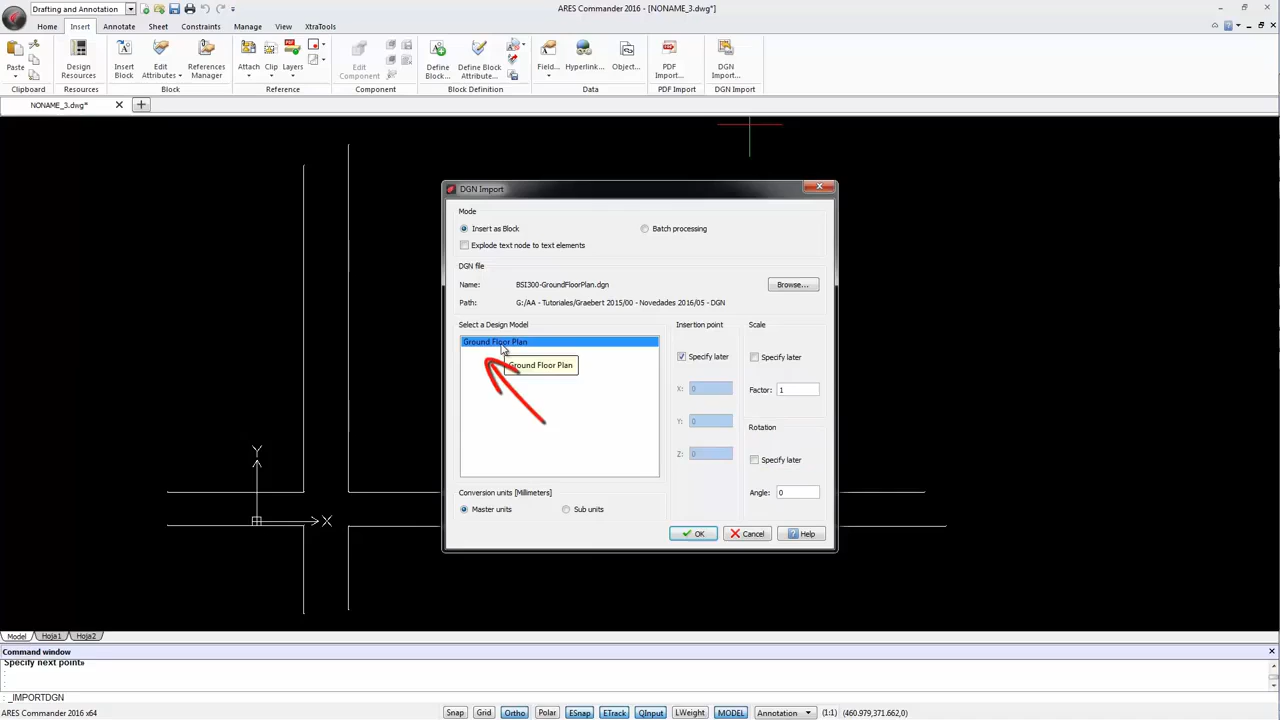 Drafting and Annotation
ARES Commander 2016 - [NONAME_3.dwg*]
Home Insert Annotate Sheet Constraints Manage View XtraTools
Paste Design Resources Insert Block Edit Attributes References Manager Attach Clip Layers Edit Component Define Block... Define Block Attribute... Field... Hyperlink... Object... PDF Import... DGN Import...
Clipboard Resources Block Reference Component Block Definition Data PDF Import DGN Import
NONAME_3.dwg*
DGN Import
Mode
Insert as Block Batch processing
Explode text node to text elements
DGN file
Name: BSI300-GroundFloorPlan.dgn Browse...
Path: G:/AA - Tutoriales/Graebert 2015/00 - Novedades 2016/05 - DGN
Select a Design Model Insertion point Scale
Ground Floor Plan
Specify later Specify later
Ground Floor Plan
X: 0 Factor: 1
Y: 0
Rotation
Z: 0 Specify later
Y
Conversion units [Millimeters] Angle: 0
Master units Sub units
X
OK Cancel Help
Model Hoja1 Hoja2
Command window
Specify next point»
:
:
: _IMPORTDGN
ARES Commander 2016 x64 Snap Grid Ortho Polar ESnap ETrack QInput LWeight MODEL Annotation (1:1) (460.979,371.662,0)